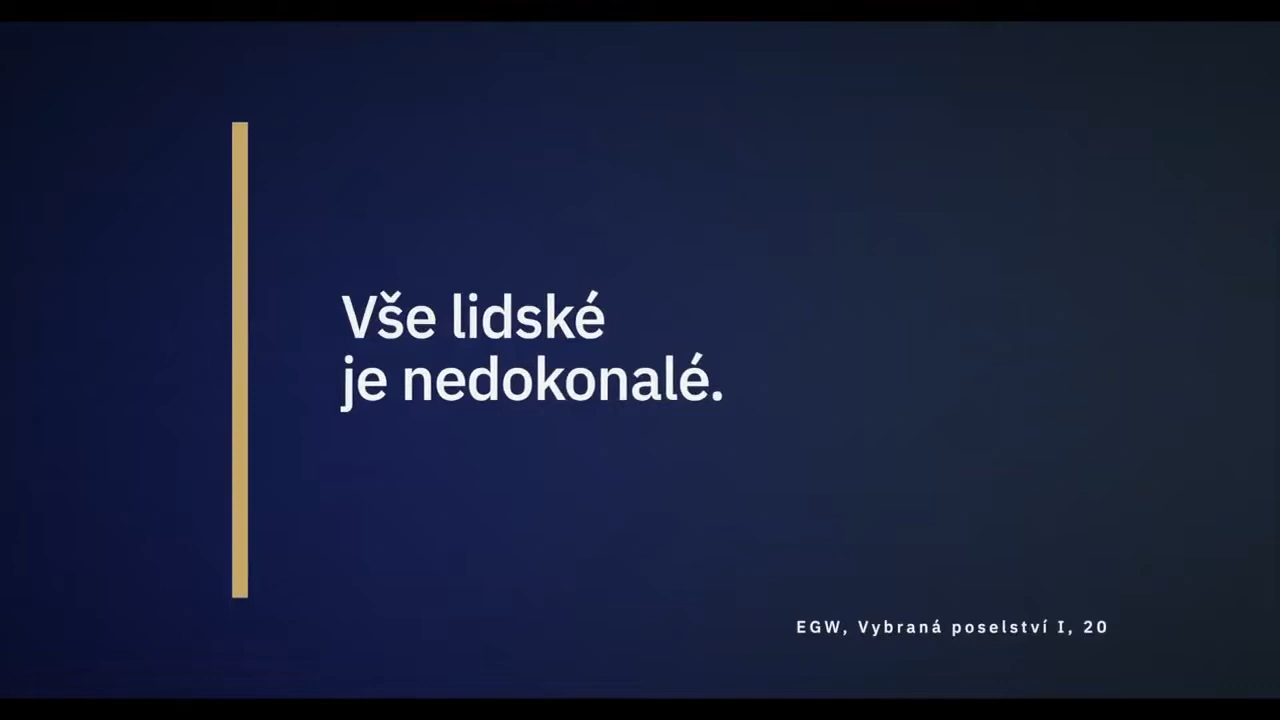 Vše lidské
je nedokonalé.
EGW, Vybraná poselství I, 20